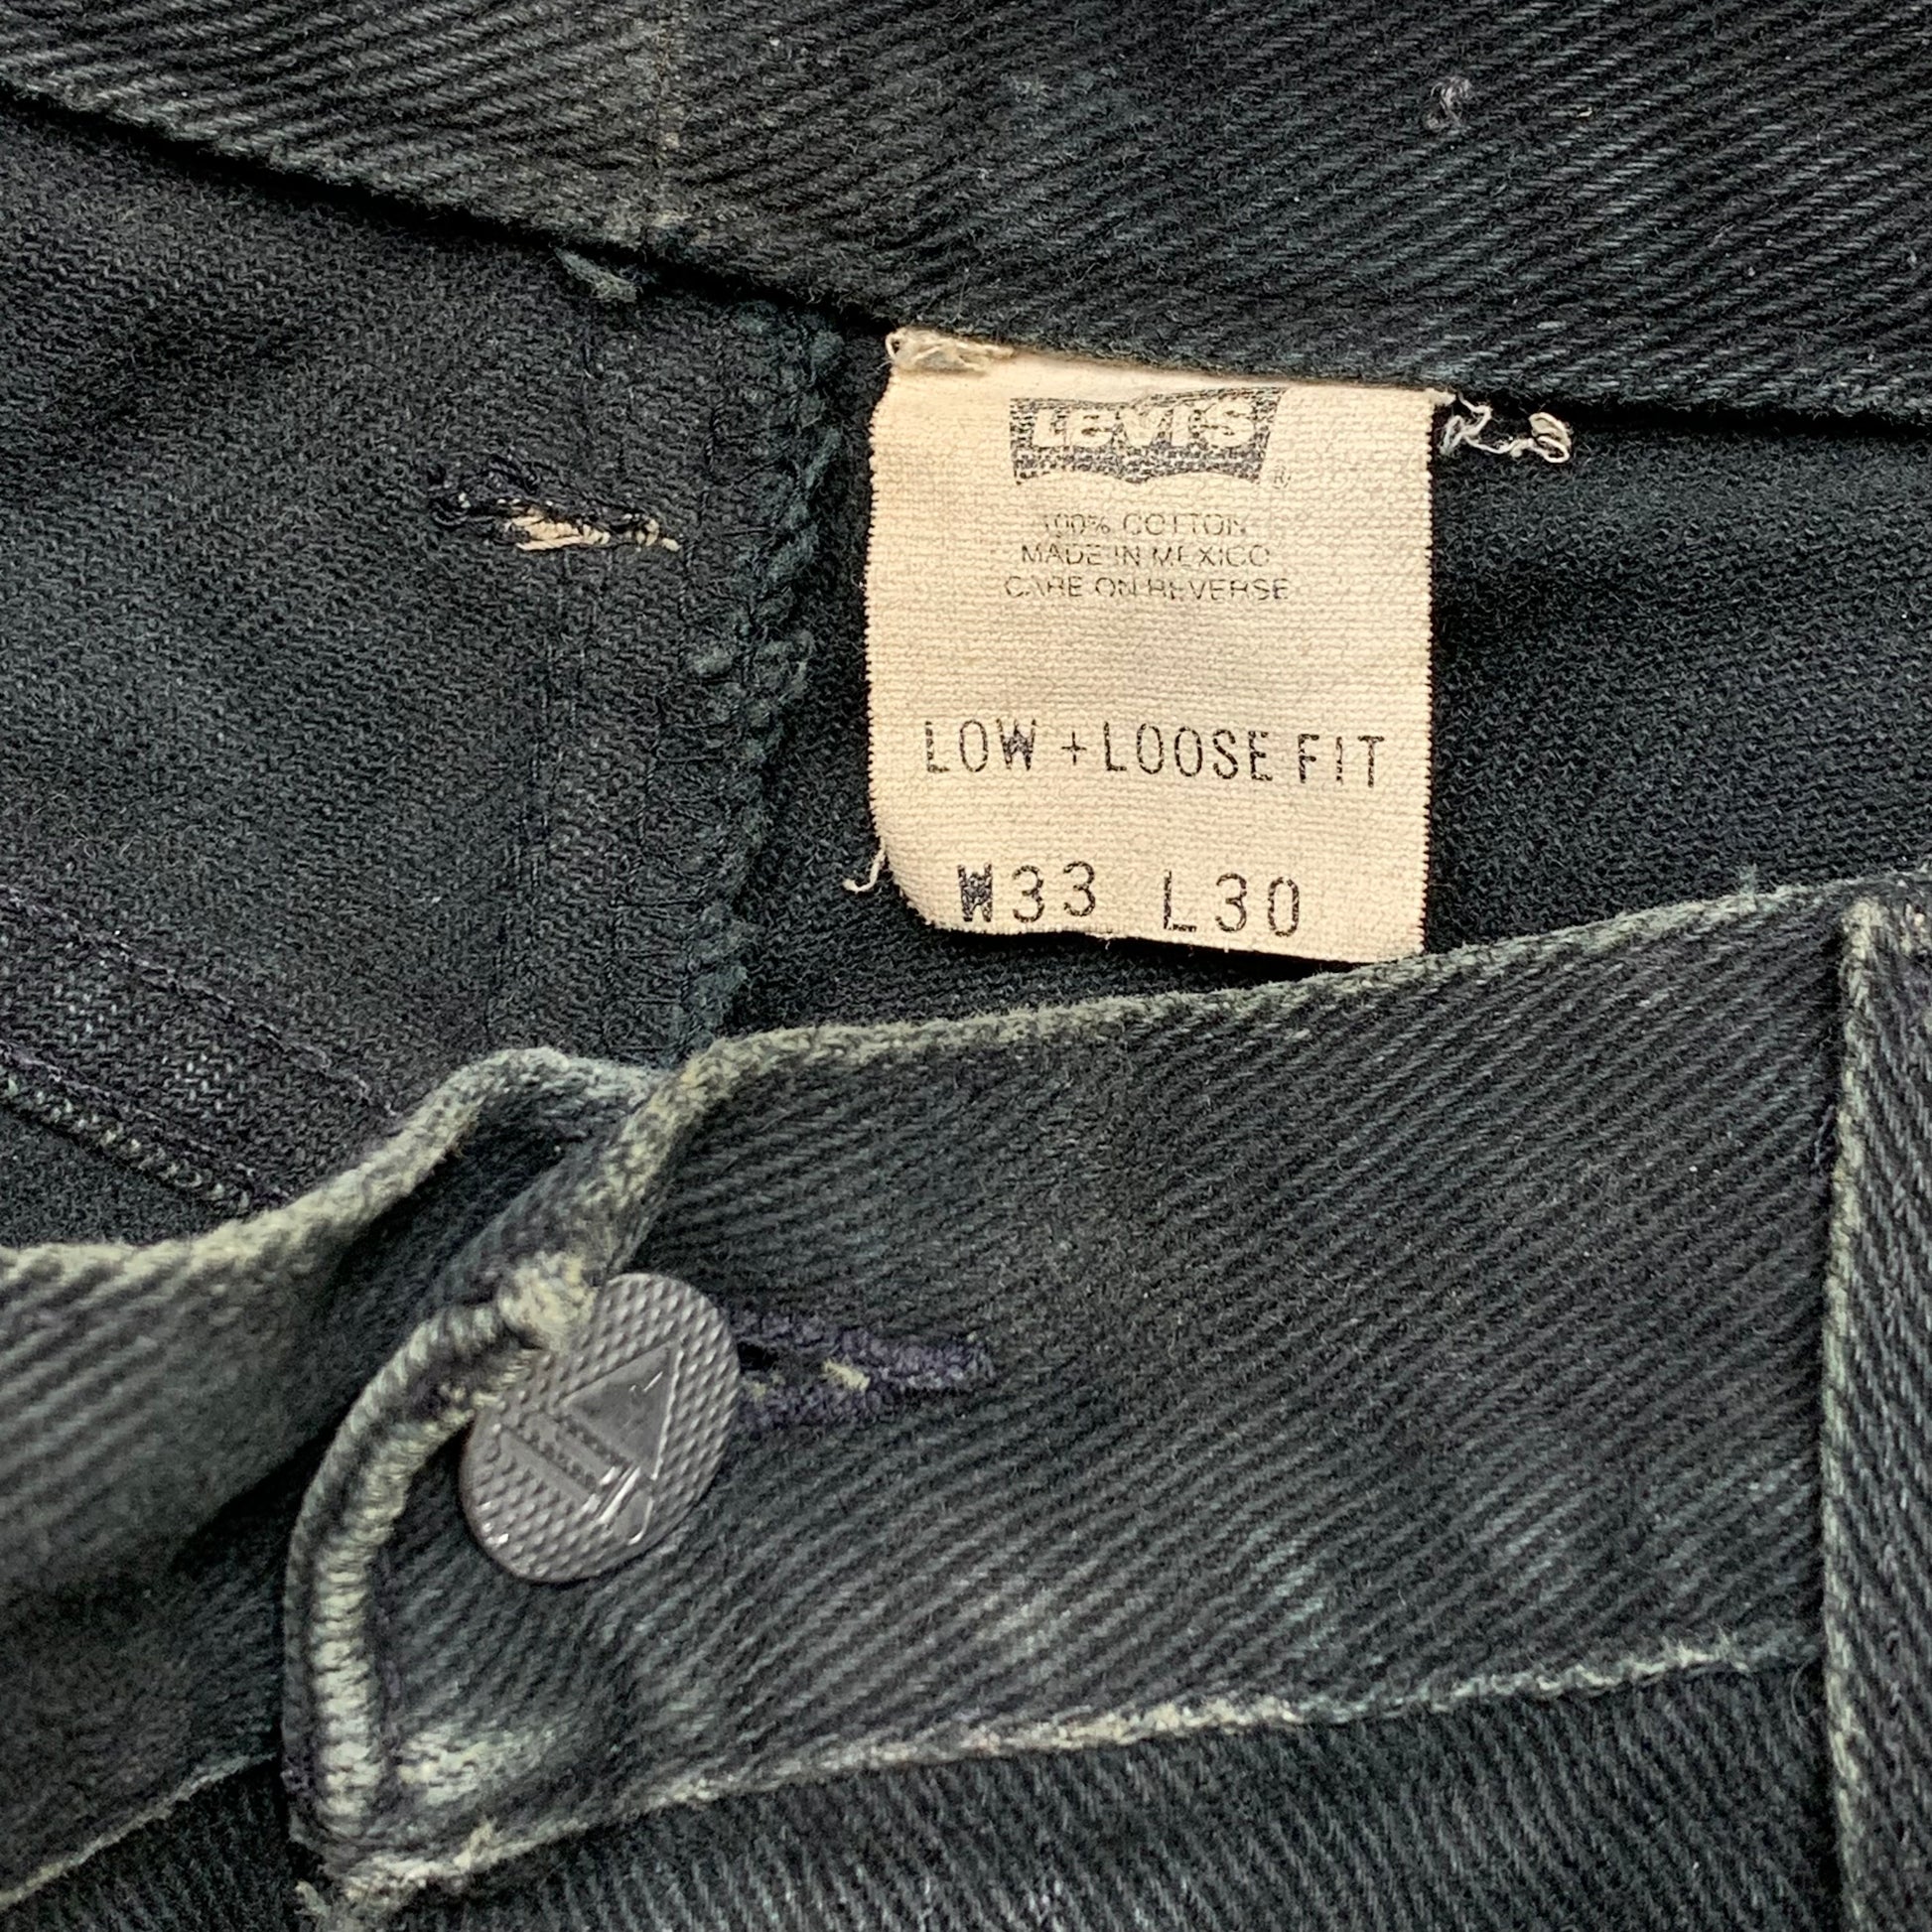 LEVI'S ®
100% COTTON
MADE IN MEXICO
CARE ON REVERSE
LOW + LOOSE FIT
W33 L30